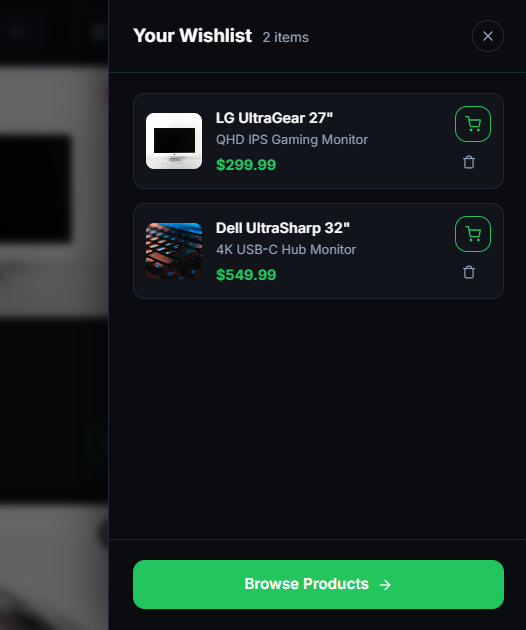 Your Wishlist 2 items
LG UltraGear 27"
QHD IPS Gaming Monitor
$299.99
Dell UltraSharp 32"
4K USB-C Hub Monitor
$549.99
Browse Products →